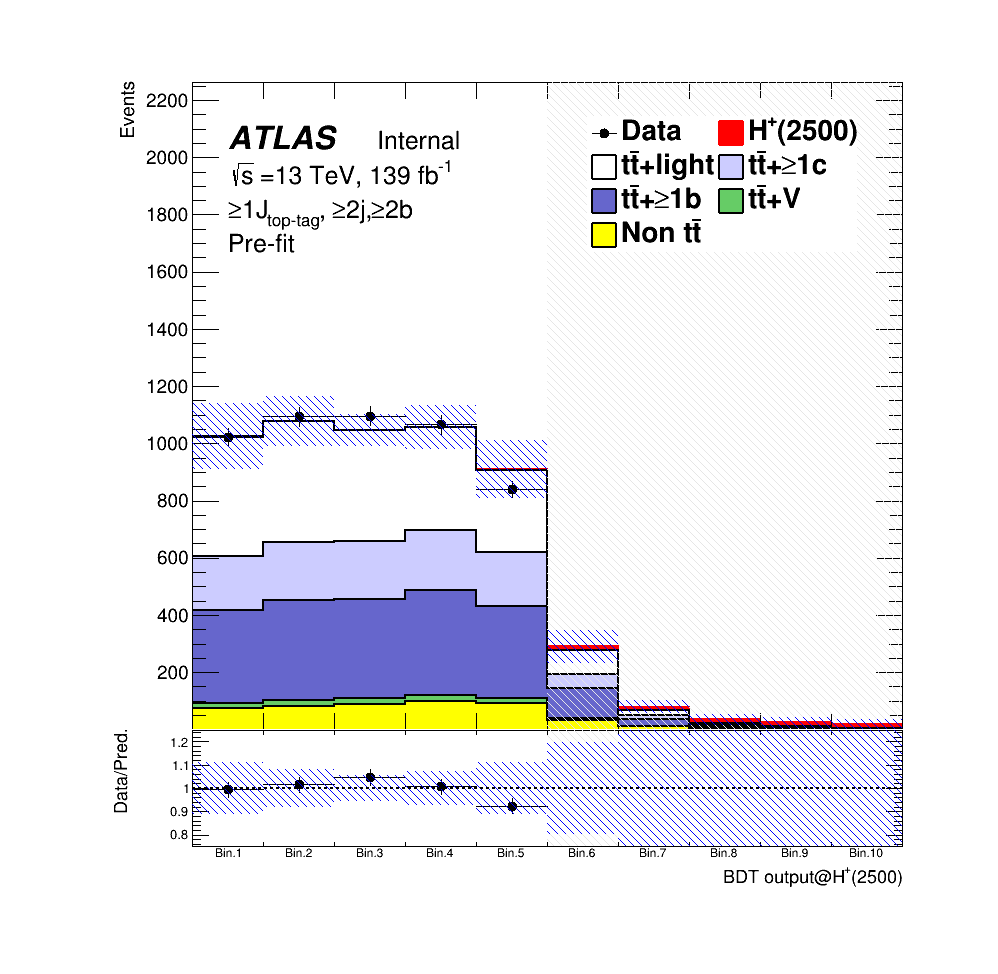 Events
2200
2000
1800
1600
1400
1200
1000
800
600
400
200
ATLAS Internal
√s =13 TeV, 139 fb⁻¹
≥1J_top-tag, ≥2j,≥2b
Pre-fit
Data H⁺(2500)
tt̄+light tt̄+≥1c
tt̄+≥1b tt̄+V
Non tt̄
Data/Pred.
1.2
1.1
1
0.9
0.8
Bin.1 Bin.2 Bin.3 Bin.4 Bin.5 Bin.6 Bin.7 Bin.8 Bin.9 Bin.10
BDT output@H⁺(2500)